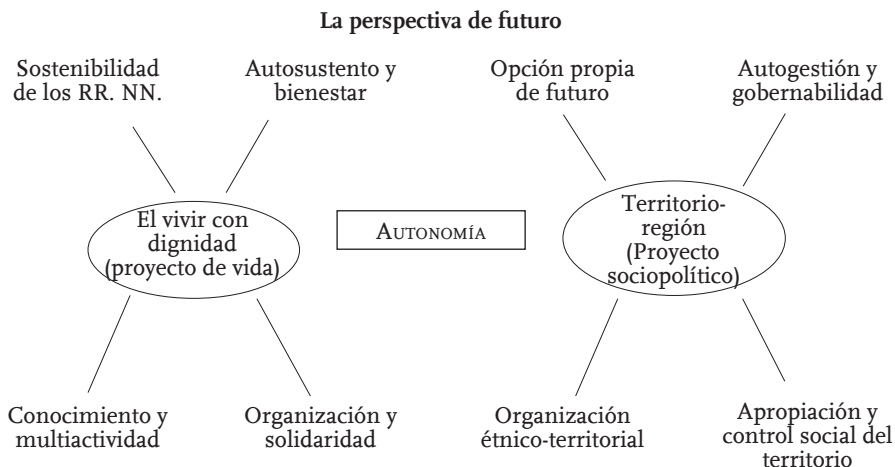 La perspectiva de futuro
Sostenibilidad
de los RR. NN.
Autosustento y
bienestar
Opción propia
de futuro
Autogestión y
gobernabilidad
El vivir con
dignidad
(proyecto de vida)
AUTONOMÍA
Territorio-
región
(Proyecto
sociopolítico)
Conocimiento y
multiactividad
Organización y
solidaridad
Organización
étnico-territorial
Apropiación y
control social del
territorio